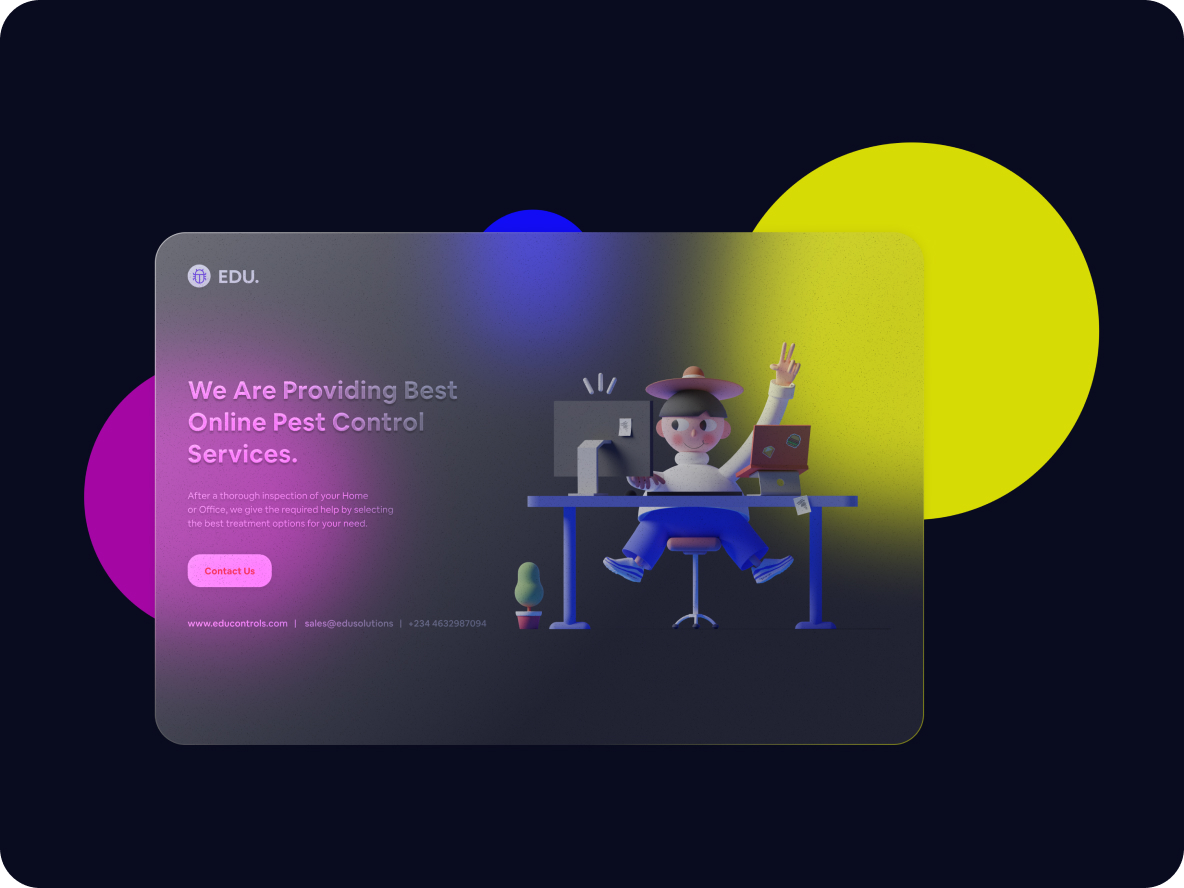 EDU.
We Are Providing Best
Online Pest Control
Services.
After a thorough inspection of your Home
or Office, we give the required help by selecting
the best treatment options for your need.
Contact Us
www.educontrols.com | sales@edusolutions | +234 4632987094